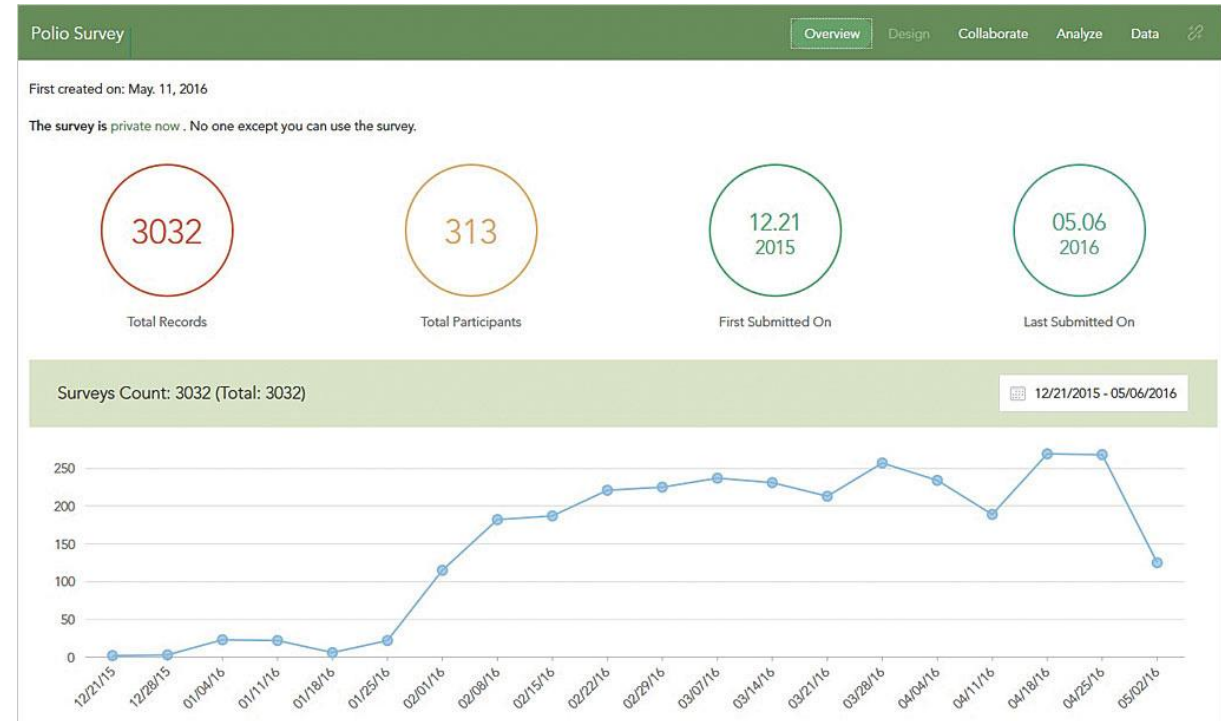 Polio Survey Overview Design Collaborate Analyze Data
First created on: May. 11, 2016
The survey is private now . No one except you can use the survey.
3032
Total Records
313
Total Participants
12.21
2015
First Submitted On
05.06
2016
Last Submitted On
Surveys Count: 3032 (Total: 3032) 12/21/2015 - 05/06/2016
250
200
150
100
50
0
12/21/15 12/28/15 01/04/16 01/11/16 01/18/16 01/25/16 02/01/16 02/08/16 02/15/16 02/22/16 02/29/16 03/07/16 03/14/16 03/21/16 03/28/16 04/04/16 04/11/16 04/18/16 04/25/16 05/02/16